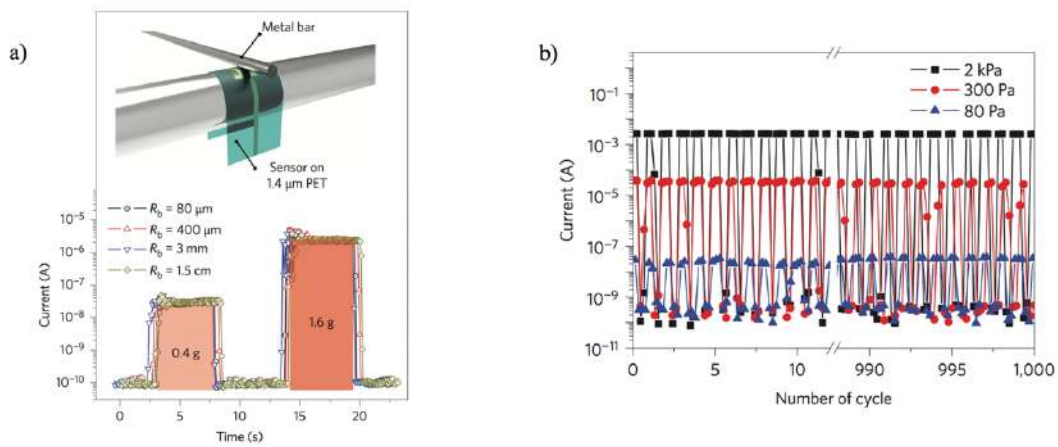 a)
Metal bar
Sensor on
1.4 μm PET
R_b = 80 μm
R_b = 400 μm
R_b = 3 mm
R_b = 1.5 cm
Current (A)
10⁻⁵
10⁻⁶
10⁻⁷
10⁻⁸
10⁻⁹
10⁻¹⁰
0.4 g
1.6 g
0
5
10
15
20
Time (s)
b)
2 kPa
300 Pa
80 Pa
Current (A)
10⁻¹
10⁻³
10⁻⁵
10⁻⁷
10⁻⁹
10⁻¹¹
0
5
10
990
995
1,000
Number of cycle